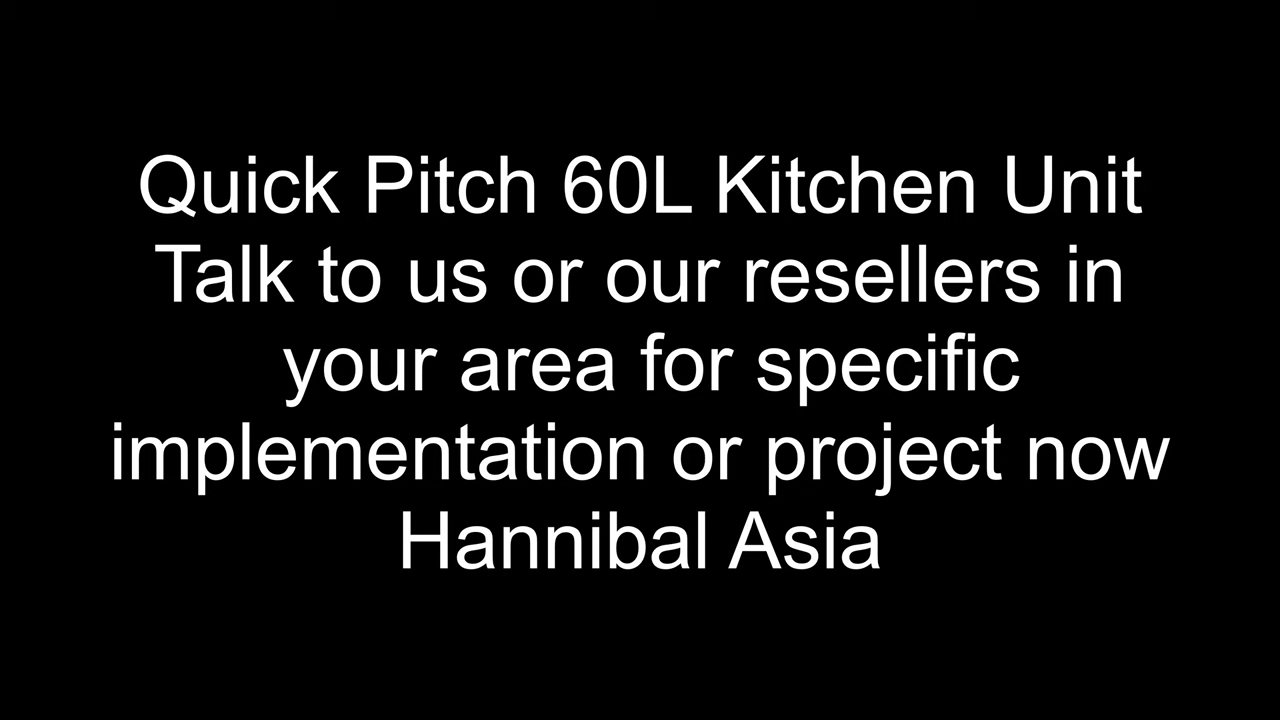 Quick Pitch 60L Kitchen Unit
Talk to us or our resellers in
your area for specific
implementation or project now
Hannibal Asia